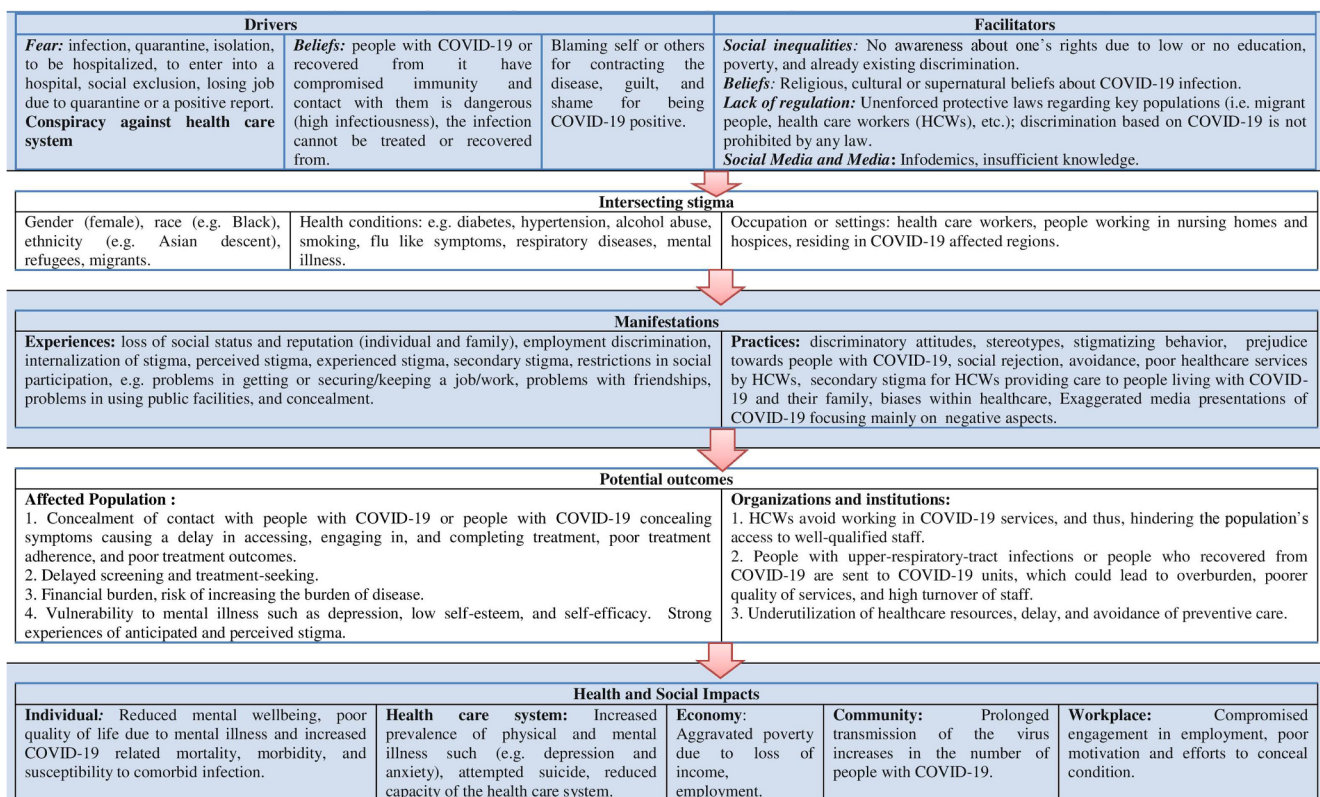 Drivers
Fear: infection, quarantine, isolation,
to be hospitalized, to enter into a
hospital, social exclusion, losing job
due to quarantine or a positive report.
Conspiracy against health care
system
Beliefs: people with COVID-19 or
recovered from it have
compromised immunity and
contact with them is dangerous
(high infectiousness), the infection
cannot be treated or recovered
from.
Blaming self or others
for contracting the
disease, guilt, and
shame for being
COVID-19 positive.
Facilitators
Social inequalities: No awareness about one's rights due to low or no education,
poverty, and already existing discrimination.
Beliefs: Religious, cultural or supernatural beliefs about COVID-19 infection.
Lack of regulation: Unenforced protective laws regarding key populations (i.e. migrant
people, health care workers (HCWs), etc.); discrimination based on COVID-19 is not
prohibited by any law.
Social Media and Media: Infodemics, insufficient knowledge.
Intersecting stigma
Gender (female), race (e.g. Black),
ethnicity (e.g. Asian descent),
refugees, migrants.
Health conditions: e.g. diabetes, hypertension, alcohol abuse,
smoking, flu like symptoms, respiratory diseases, mental
illness.
Occupation or settings: health care workers, people working in nursing homes and
hospices, residing in COVID-19 affected regions.
Manifestations
Experiences: loss of social status and reputation (individual and family), employment discrimination,
internalization of stigma, perceived stigma, experienced stigma, secondary stigma, restrictions in social
participation, e.g. problems in getting or securing/keeping a job/work, problems with friendships,
problems in using public facilities, and concealment.
Practices: discriminatory attitudes, stereotypes, stigmatizing behavior, prejudice
towards people with COVID-19, social rejection, avoidance, poor healthcare services
by HCWs, secondary stigma for HCWs providing care to people living with COVID-
19 and their family, biases within healthcare, Exaggerated media presentations of
COVID-19 focusing mainly on negative aspects.
Potential outcomes
Affected Population :
1. Concealment of contact with people with COVID-19 or people with COVID-19 concealing
symptoms causing a delay in accessing, engaging in, and completing treatment, poor treatment
adherence, and poor treatment outcomes.
2. Delayed screening and treatment-seeking.
3. Financial burden, risk of increasing the burden of disease.
4. Vulnerability to mental illness such as depression, low self-esteem, and self-efficacy. Strong
experiences of anticipated and perceived stigma.
Organizations and institutions:
1. HCWs avoid working in COVID-19 services, and thus, hindering the population's
access to well-qualified staff.
2. People with upper-respiratory-tract infections or people who recovered from
COVID-19 are sent to COVID-19 units, which could lead to overburden, poorer
quality of services, and high turnover of staff.
3. Underutilization of healthcare resources, delay, and avoidance of preventive care.
Health and Social Impacts
Individual: Reduced mental wellbeing, poor
quality of life due to mental illness and increased
COVID-19 related mortality, morbidity, and
susceptibility to comorbid infection.
Health care system: Increased
prevalence of physical and mental
illness such (e.g. depression and
anxiety), attempted suicide, reduced
capacity of the health care system.
Economy:
Aggravated poverty
due to loss of
income,
employment.
Community: Prolonged
transmission of the virus
increases in the number of
people with COVID-19.
Workplace: Compromised
engagement in employment, poor
motivation and efforts to conceal
condition.